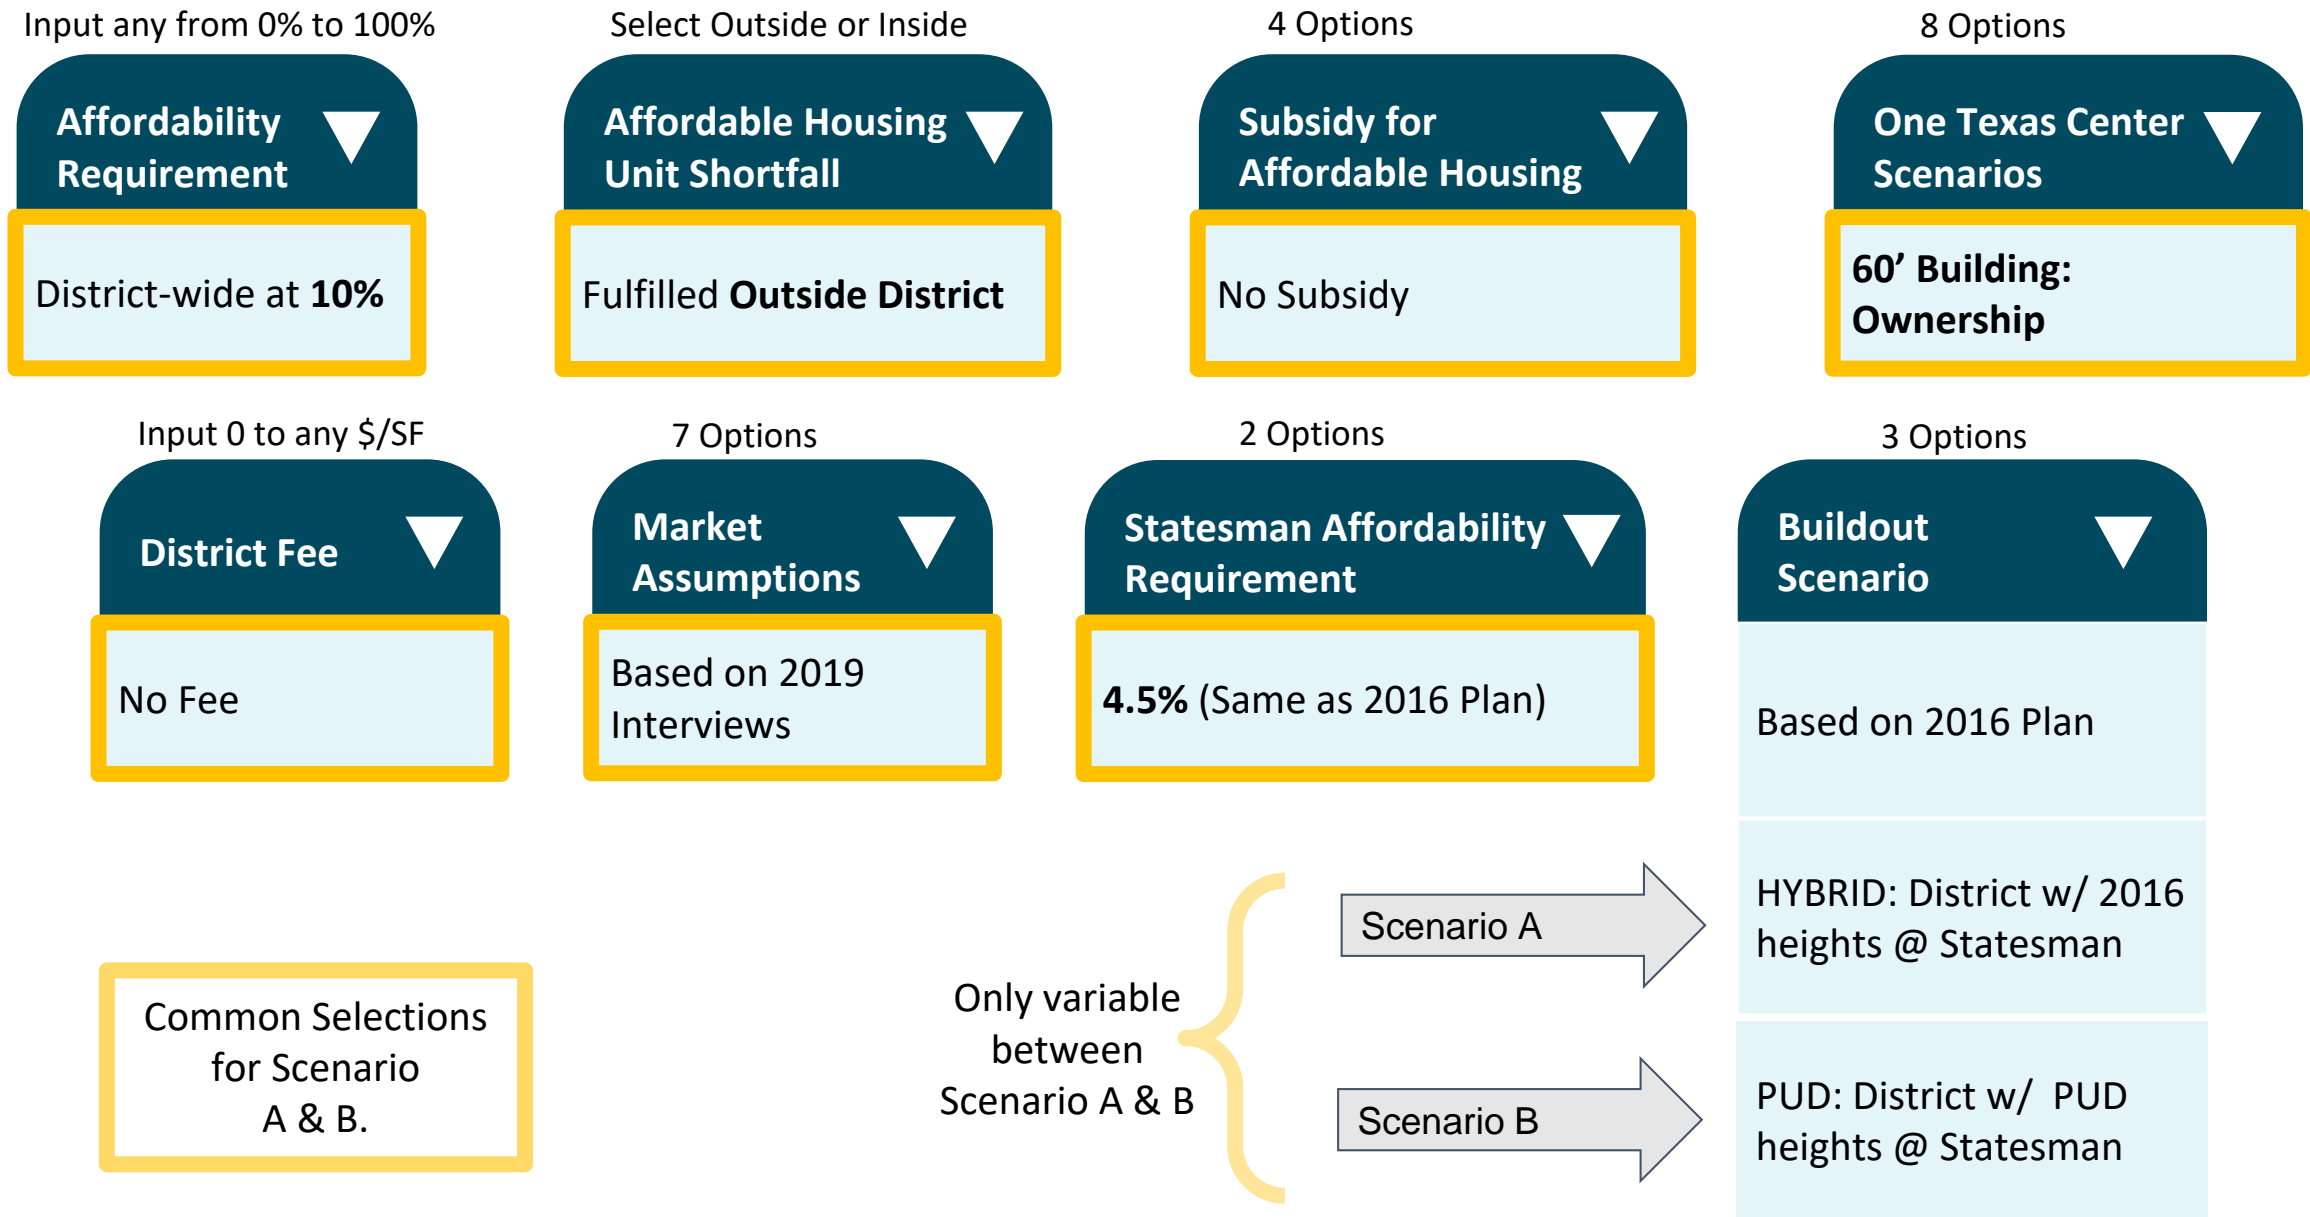 Input any from 0% to 100%
Affordability
Requirement
District-wide at 10%
Select Outside or Inside
Affordable Housing
Unit Shortfall
Fulfilled Outside District
4 Options
Subsidy for
Affordable Housing
No Subsidy
8 Options
One Texas Center
Scenarios
60’ Building:
Ownership
Input 0 to any $/SF
District Fee
No Fee
7 Options
Market
Assumptions
Based on 2019
Interviews
2 Options
Statesman Affordability
Requirement
4.5% (Same as 2016 Plan)
3 Options
Buildout
Scenario
Based on 2016 Plan
HYBRID: District w/ 2016
heights @ Statesman
PUD: District w/ PUD
heights @ Statesman
Common Selections
for Scenario
A & B.
Only variable
between
Scenario A & B
Scenario A
Scenario B